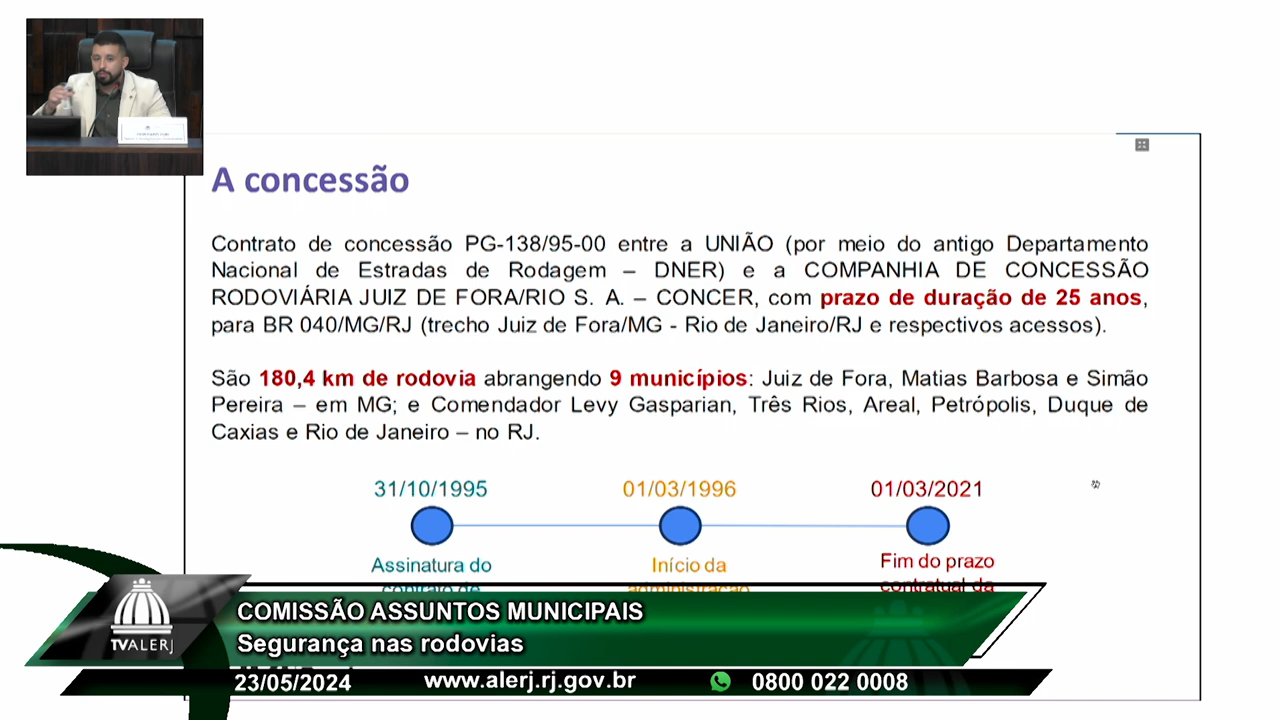 A concessão
Contrato de concessão PG-138/95-00 entre a UNIÃO (por meio do antigo Departamento
Nacional de Estradas de Rodagem – DNER) e a COMPANHIA DE CONCESSÃO
RODOVIÁRIA JUIZ DE FORA/RIO S. A. – CONCER, com prazo de duração de 25 anos,
para BR 040/MG/RJ (trecho Juiz de Fora/MG - Rio de Janeiro/RJ e respectivos acessos).
São 180,4 km de rodovia abrangendo 9 municípios: Juiz de Fora, Matias Barbosa e Simão
Pereira – em MG; e Comendador Levy Gasparian, Três Rios, Areal, Petrópolis, Duque de
Caxias e Rio de Janeiro – no RJ.
31/10/1995 01/03/1996 01/03/2021
Assinatura do Início da Fim do prazo
contrato de administração contratual da
COMISSÃO ASSUNTOS MUNICIPAIS
TVALERJ Segurança nas rodovias
23/05/2024 www.alerj.rj.gov.br 0800 022 0008